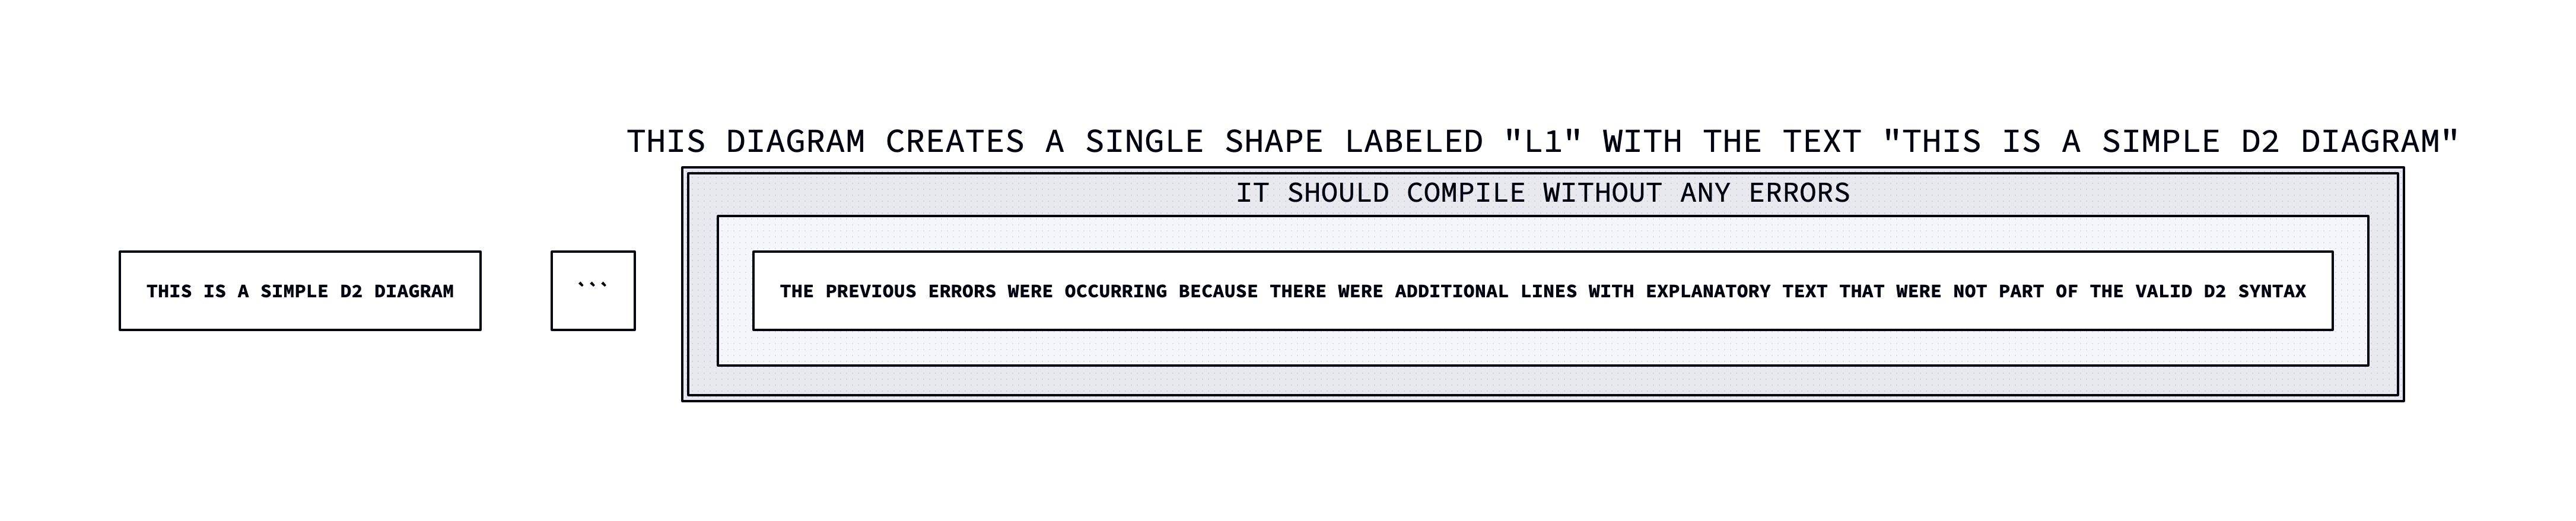 THIS DIAGRAM CREATES A SINGLE SHAPE LABELED "L1" WITH THE TEXT "THIS IS A SIMPLE D2 DIAGRAM"
IT SHOULD COMPILE WITHOUT ANY ERRORS
THIS IS A SIMPLE D2 DIAGRAM
```
THE PREVIOUS ERRORS WERE OCCURRING BECAUSE THERE WERE ADDITIONAL LINES WITH EXPLANATORY TEXT THAT WERE NOT PART OF THE VALID D2 SYNTAX